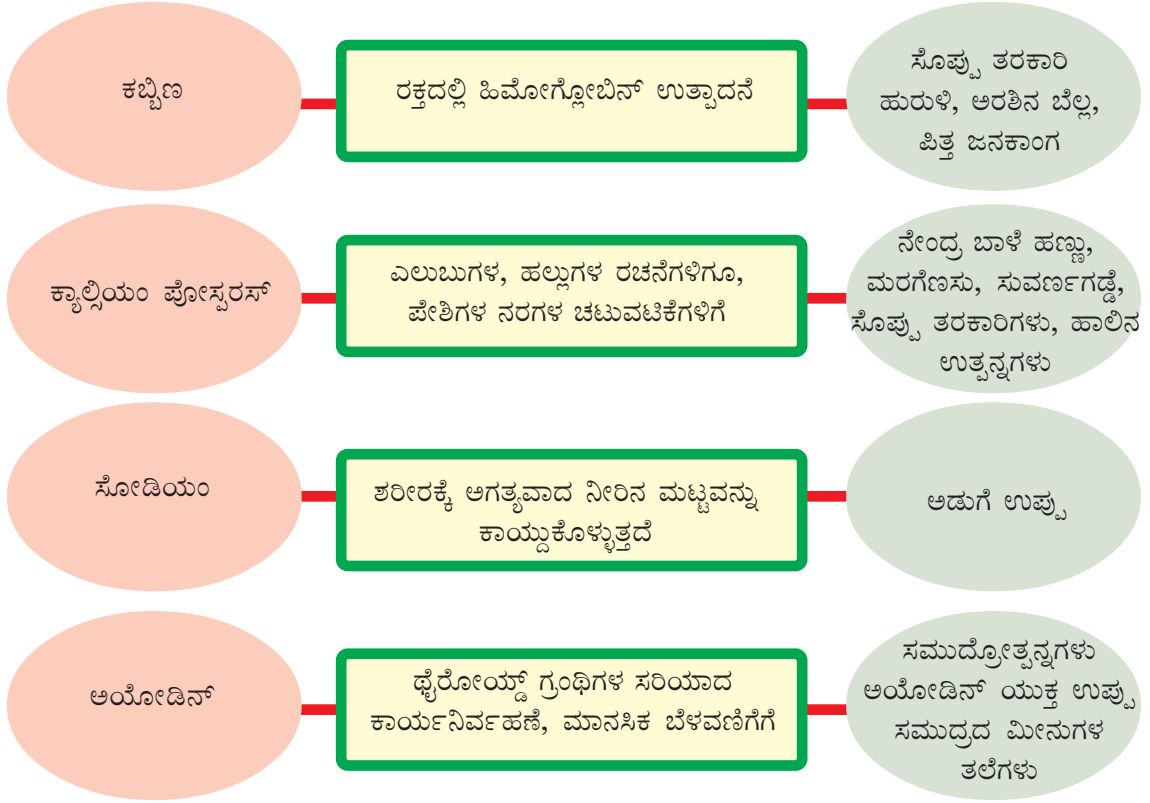 ಕಬ್ಬಿಣ
ರಕ್ತದಲ್ಲಿ ಹಿಮೋಗ್ಲೋಬಿನ್ ಉತ್ಪಾದನೆ
ಸೊಪ್ಪು ತರಕಾರಿ
ಹುರುಳಿ, ಅರಶಿನ ಬೆಲ್ಲ,
ಪಿತ್ತ ಜನಕಾಂಗ
ಕ್ಯಾಲ್ಸಿಯಂ ಪೋಸ್ಪರಸ್
ಎಲುಬುಗಳ, ಹಲ್ಲುಗಳ ರಚನೆಗಳಿಗೂ,
ಪೇಶಿಗಳ ನರಗಳ ಚಟುವಟಿಕೆಗಳಿಗೆ
ನೇಂದ್ರ ಬಾಳೆ ಹಣ್ಣು,
ಮರಗೆಣಸು, ಸುವರ್ಣಗಡ್ಡೆ,
ಸೊಪ್ಪು ತರಕಾರಿಗಳು, ಹಾಲಿನ
ಉತ್ಪನ್ನಗಳು
ಸೋಡಿಯಂ
ಶರೀರಕ್ಕೆ ಅಗತ್ಯವಾದ ನೀರಿನ ಮಟ್ಟವನ್ನು
ಕಾಯ್ದುಕೊಳ್ಳುತ್ತದೆ
ಅಡುಗೆ ಉಪ್ಪು
ಅಯೋಡಿನ್
ಥೈರೋಯ್ಡ್ ಗ್ರಂಥಿಗಳ ಸರಿಯಾದ
ಕಾರ್ಯನಿರ್ವಹಣೆ, ಮಾನಸಿಕ ಬೆಳವಣಿಗೆಗೆ
ಸಮುದ್ರೋತ್ಪನ್ನಗಳು
ಅಯೋಡಿನ್ ಯುಕ್ತ ಉಪ್ಪು
ಸಮುದ್ರದ ಮೀನುಗಳ
ತಲೆಗಳು